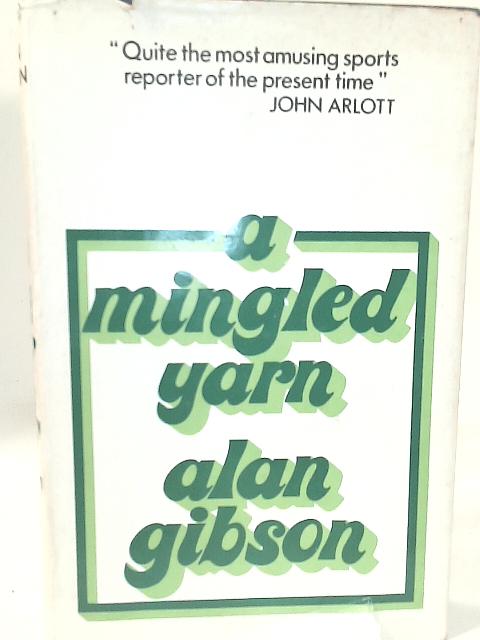 “Quite the most amusing sports
reporter of the present time”
JOHN ARLOTT
a
mingled
yarn
alan
gibson
N